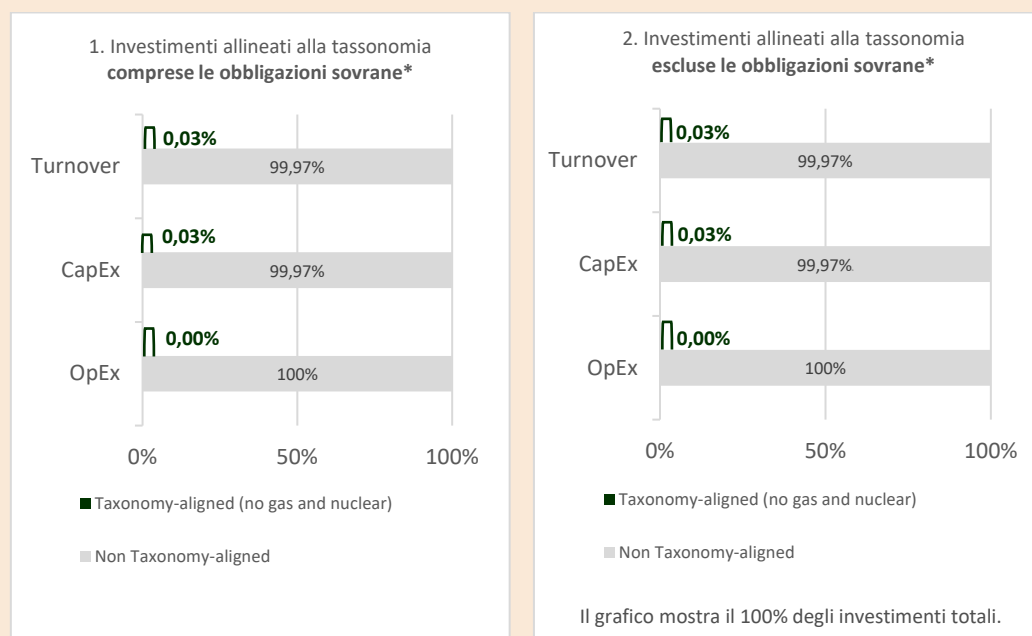 1. Investimenti allineati alla tassonomia
comprese le obbligazioni sovrane*
0,03%
Turnover
99,97%
0,03%
CapEx
99,97%
0,00%
OpEx
100%
0%
50%
100%
Taxonomy-aligned (no gas and nuclear)
Non Taxonomy-aligned
2. Investimenti allineati alla tassonomia
escluse le obbligazioni sovrane*
0,03%
Turnover
99,97%
0,03%
CapEx
99,97%
0,00%
OpEx
100%
0%
50%
100%
Taxonomy-aligned (no gas and nuclear)
Non Taxonomy-aligned
Il grafico mostra il 100% degli investimenti totali.